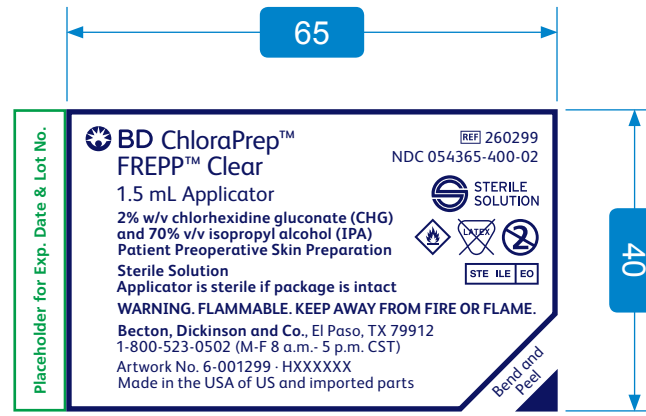 65
Placeholder for Exp. Date & Lot No.
BD ChloraPrep™
FREPP™ Clear
1.5 mL Applicator
2% w/v chlorhexidine gluconate (CHG)
and 70% v/v isopropyl alcohol (IPA)
Patient Preoperative Skin Preparation
Sterile Solution
Applicator is sterile if package is intact
WARNING. FLAMMABLE. KEEP AWAY FROM FIRE OR FLAME.
Becton, Dickinson and Co., El Paso, TX 79912
1-800-523-0502 (M-F 8 a.m.- 5 p.m. CST)
Artwork No. 6-001299 · HXXXXXX
Made in the USA of US and imported parts
REF 260299
NDC 054365-400-02
S STERILE
SOLUTION
LATEX
2
STE ILE EO
Bend and
Peel
40